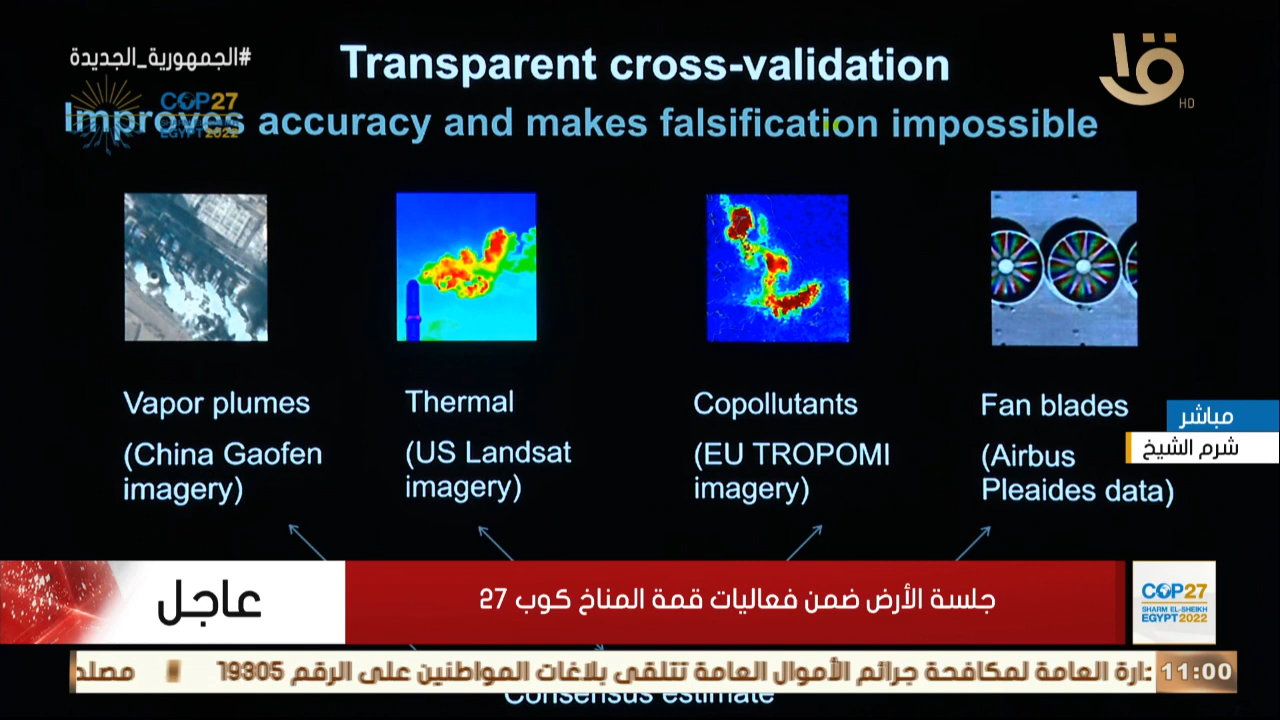 #الجمهورية_الجديدة
Transparent cross-validation
HD
COP27
EGYPT 2022
Improves accuracy and makes falsification impossible
Vapor plumes
(China Gaofen
imagery)
Thermal
(US Landsat
imagery)
Copollutants
(EU TROPOMI
imagery)
Fan blades
(Airbus
Pleaides data)
مباشر
شرم الشيخ
عاجل
جلسة الأرض ضمن فعاليات قمة المناخ كوب 27
COP27
SHARM EL-SHEIKH
EGYPT 2022
العامة لمكافحة جرائم الأموال العامة تتلقى بلاغات المواطنين على الرقم 19305
11:00
Consensus estimate